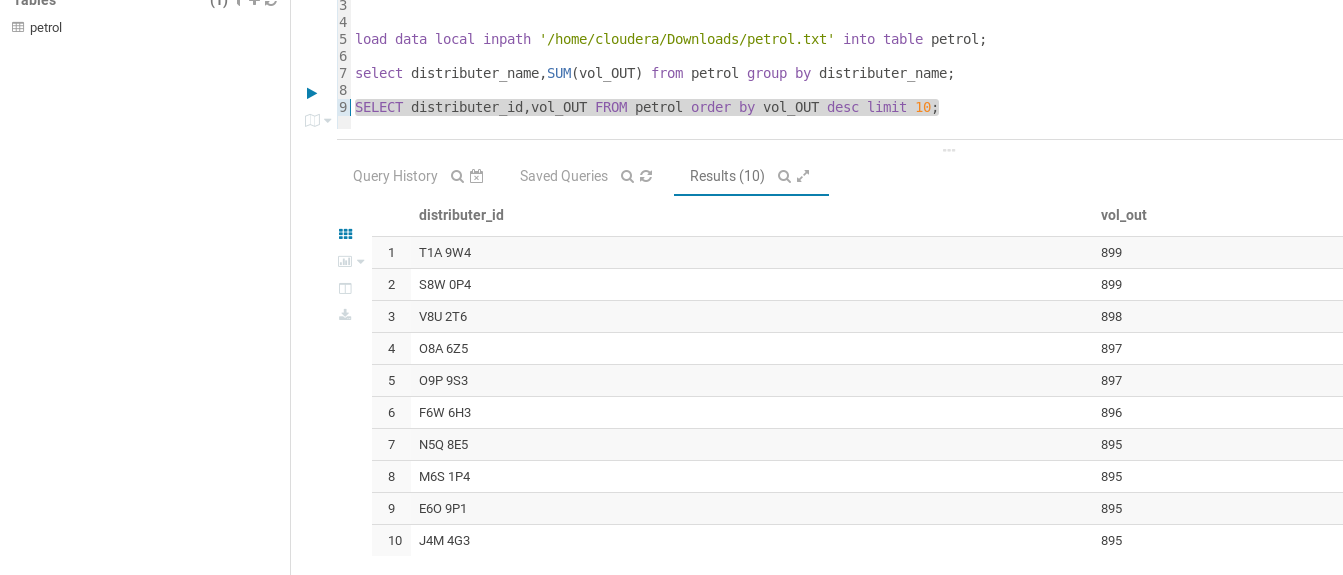 Tables (1)
petrol
3
4
5 load data local inpath '/home/cloudera/Downloads/petrol.txt' into table petrol;
6
7 select distributer_name,SUM(vol_OUT) from petrol group by distributer_name;
8
9 SELECT distributer_id,vol_OUT FROM petrol order by vol_OUT desc limit 10;
Query History Saved Queries Results (10)
distributer_id vol_out
1 T1A 9W4 899
2 S8W 0P4 899
3 V8U 2T6 898
4 O8A 6Z5 897
5 O9P 9S3 897
6 F6W 6H3 896
7 N5Q 8E5 895
8 M6S 1P4 895
9 E6O 9P1 895
10 J4M 4G3 895